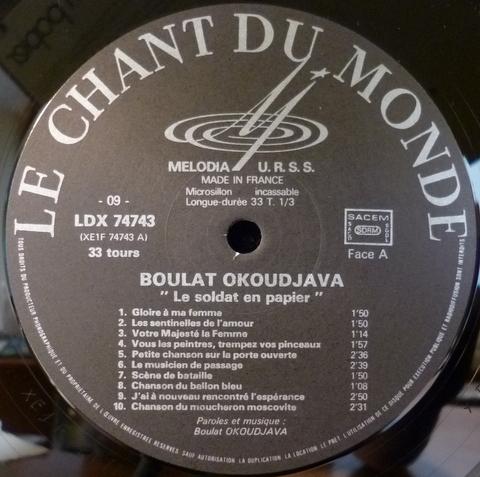 LE CHANT DU MONDE
MELODIA U.R.S.S.
MADE IN FRANCE
Microsillon incassable
Longue-durée 33 T. 1/3
- 09 -
LDX 74743
(XE1F 74743 A)
33 tours
SACEM
SDRM
Face A
BOULAT OKOUDJAVA
" Le soldat en papier "
1. Gloire à ma femme 1'50
2. Les sentinelles de l'amour 1'50
3. Votre Majesté la Femme 1'14
4. Vous les peintres, trempez vos pinceaux 1'57
5. Petite chanson sur la porte ouverte 2'36
6. Le musicien de passage 2'39
7. Scène de bataille 1'50
8. Chanson du ballon bleu 1'08
9. J'ai à nouveau rencontré l'espérance 2'50
10. Chanson du moucheron moscovite 2'31
Paroles et musique :
Boulat OKOUDJAVA
TOUS DROITS DU PRODUCTEUR PHONOGRAPHIQUE ET DU PROPRIETAIRE DE L'ŒUVRE ENREGISTREE RESERVES. SAUF AUTORISATION, LA DUPLICATION, LA LOCATION, LE PRET, L'UTILISATION DE CE DISQUE POUR EXECUTION PUBLIQUE ET RADIODIFFUSION SONT INTERDITS